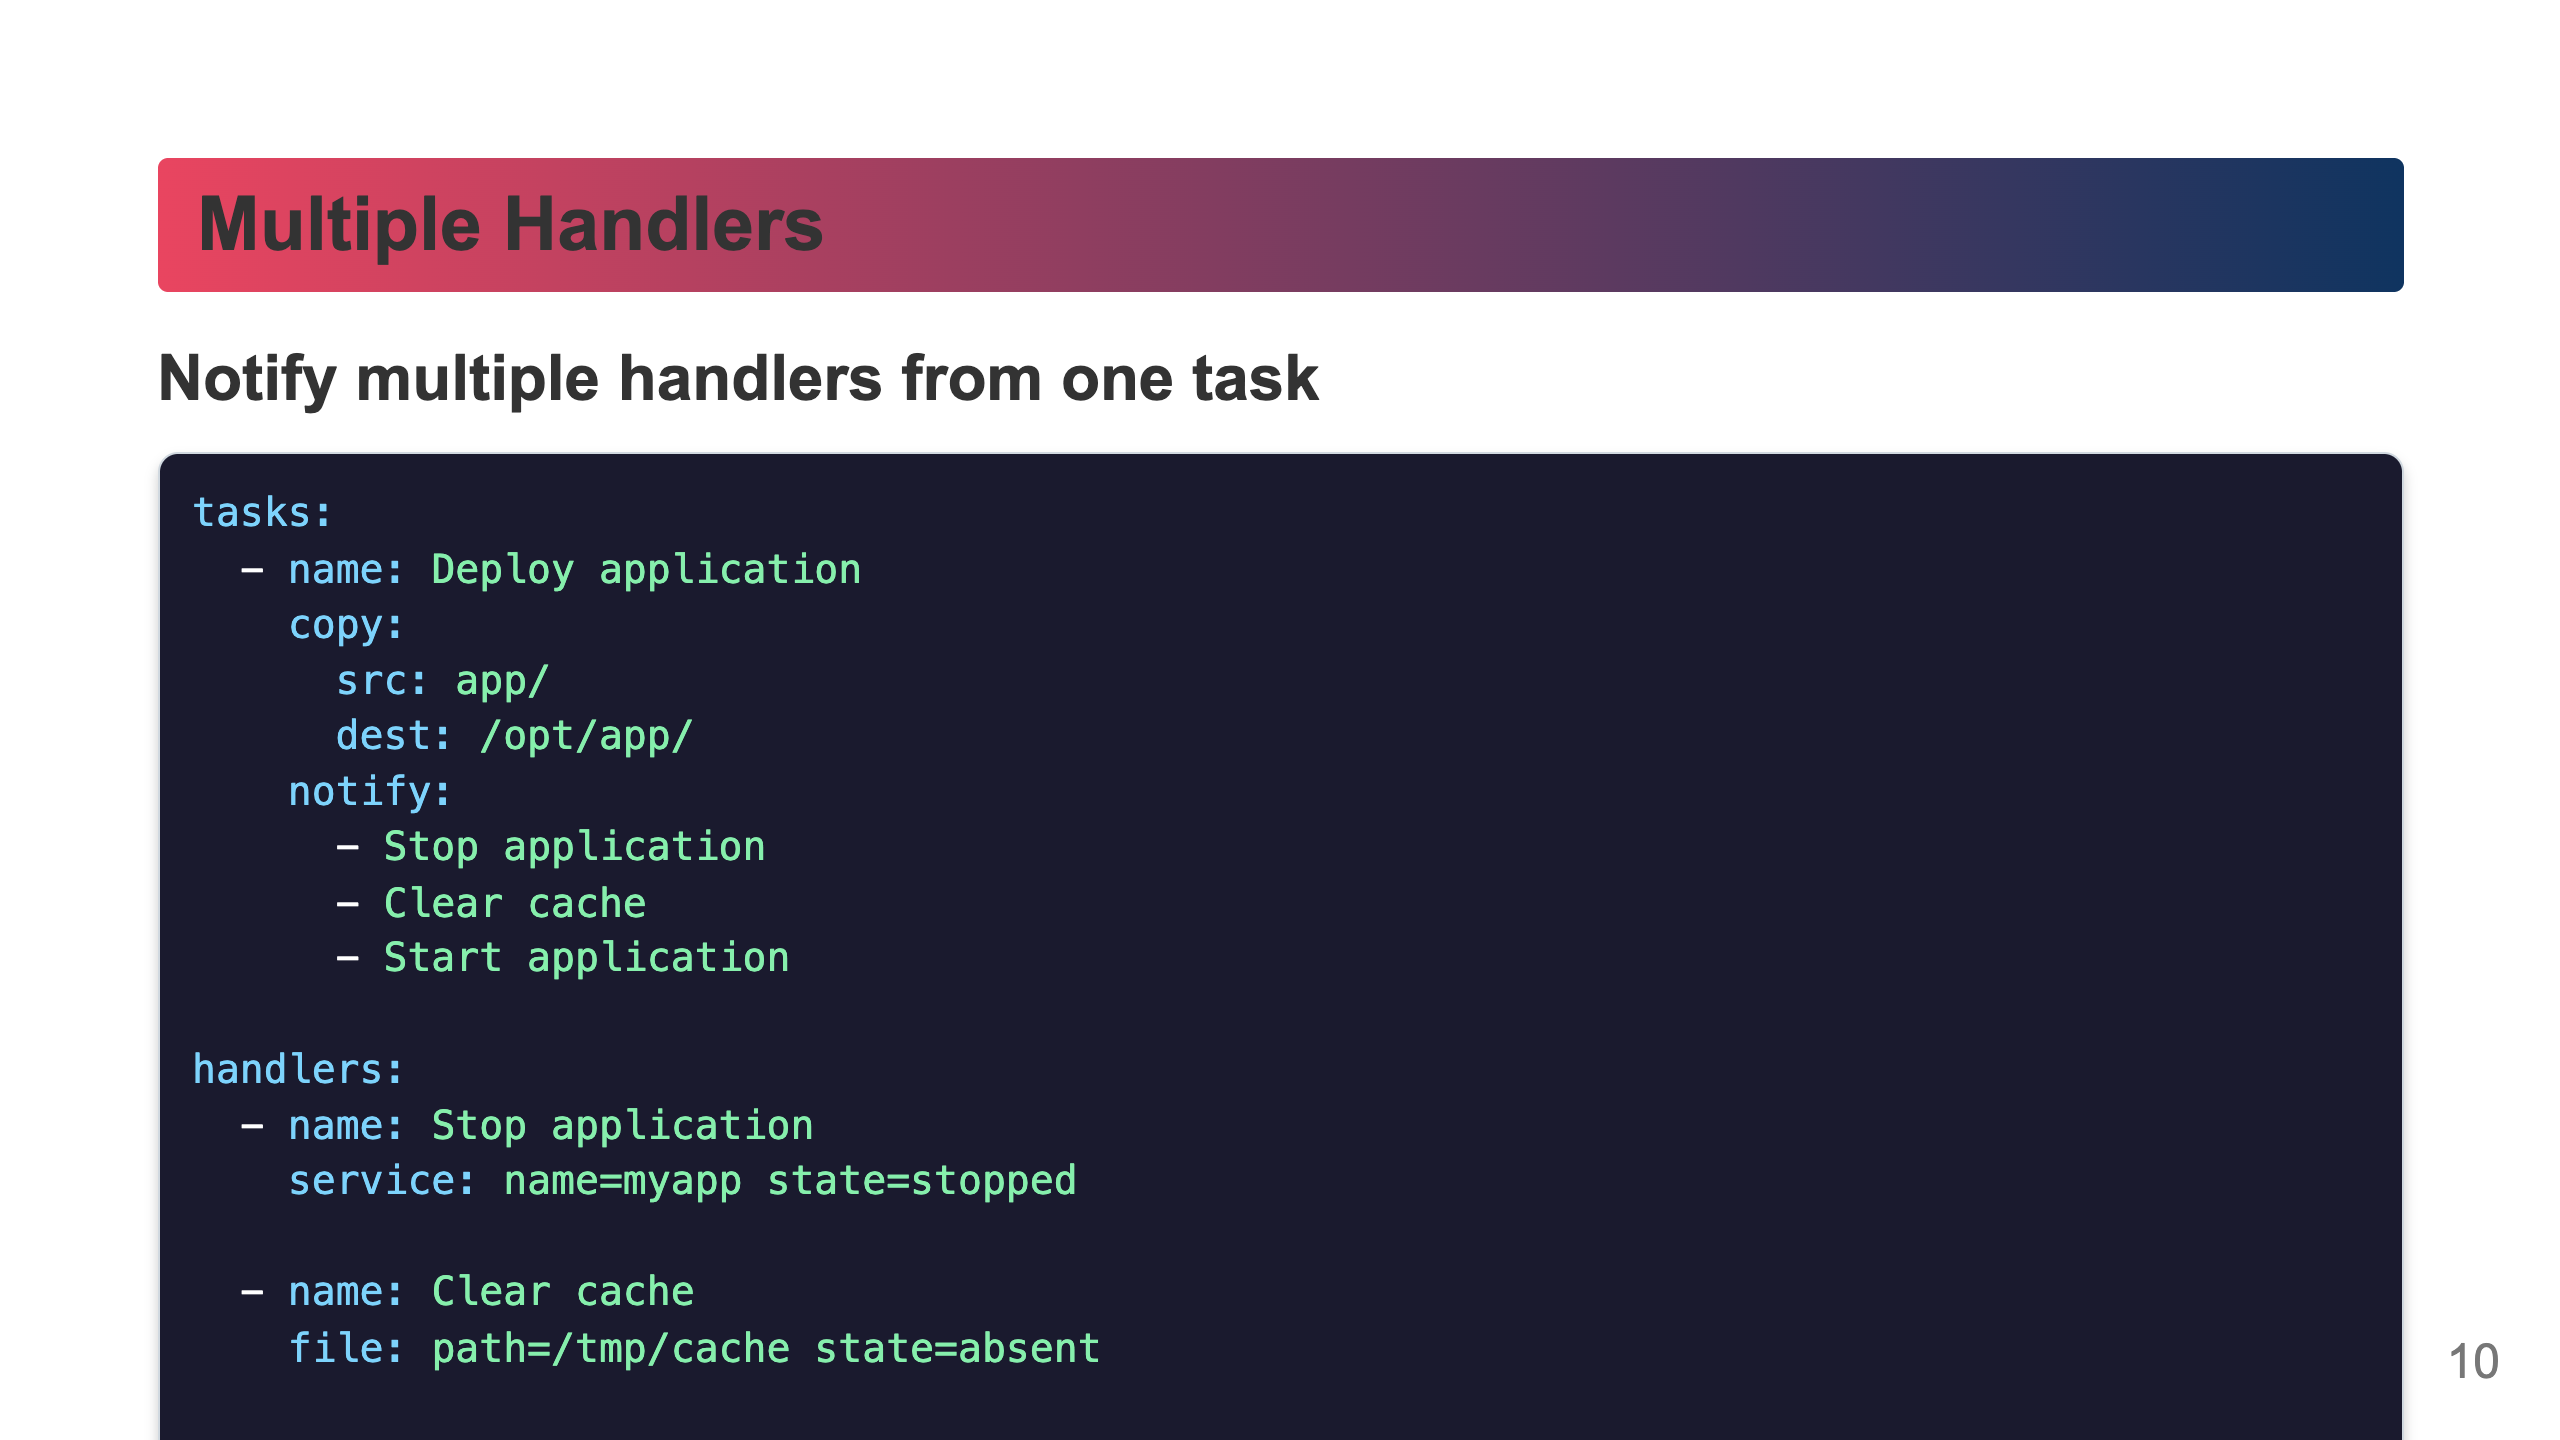 Multiple Handlers
Notify multiple handlers from one task
tasks:
  - name: Deploy application
    copy:
      src: app/
      dest: /opt/app/
    notify:
      - Stop application
      - Clear cache
      - Start application

handlers:
  - name: Stop application
    service: name=myapp state=stopped

  - name: Clear cache
    file: path=/tmp/cache state=absent
10